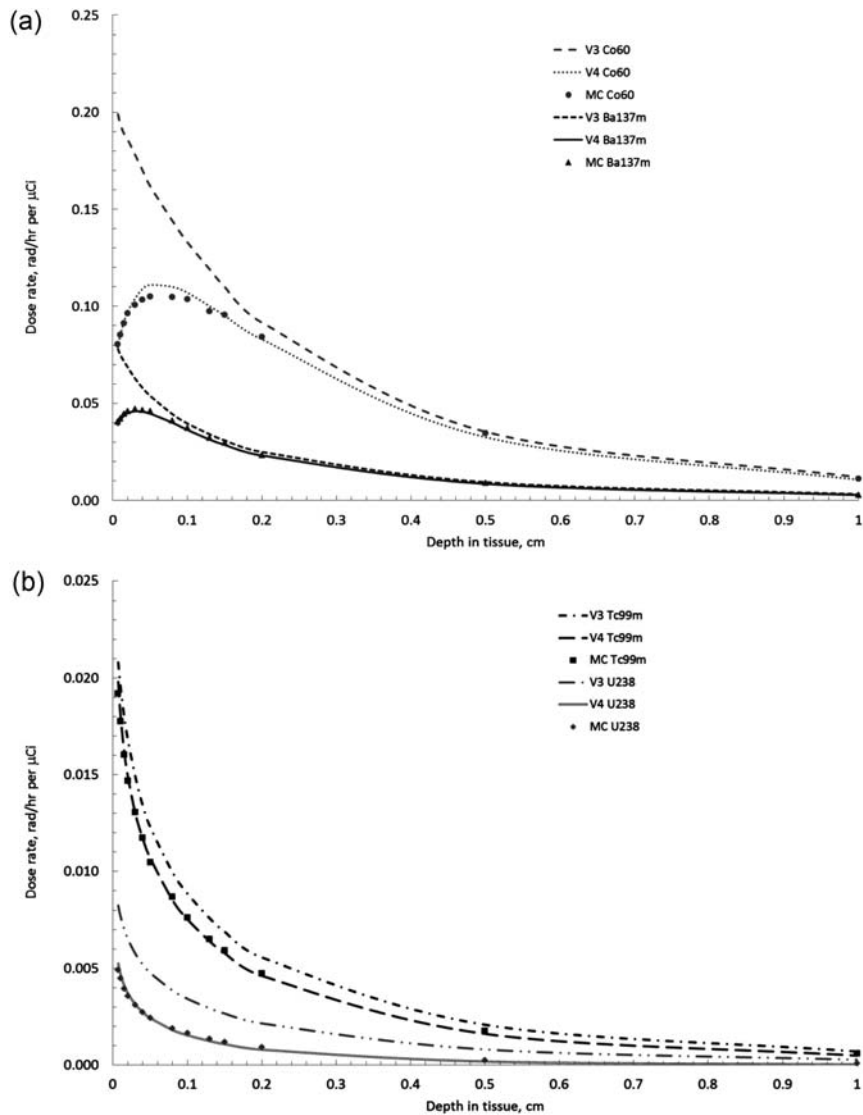 (a)
0.25
0.20
0.15
0.10
0.05
0.00
Dose rate, rad/hr per μCi
V3 Co60
V4 Co60
MC Co60
V3 Ba137m
V4 Ba137m
MC Ba137m
0 0.1 0.2 0.3 0.4 0.5 0.6 0.7 0.8 0.9 1
Depth in tissue, cm
(b)
0.025
0.020
0.015
0.010
0.005
0.000
Dose rate, rad/hr per μCi
V3 Tc99m
V4 Tc99m
MC Tc99m
V3 U238
V4 U238
MC U238
0 0.1 0.2 0.3 0.4 0.5 0.6 0.7 0.8 0.9 1
Depth in tissue, cm